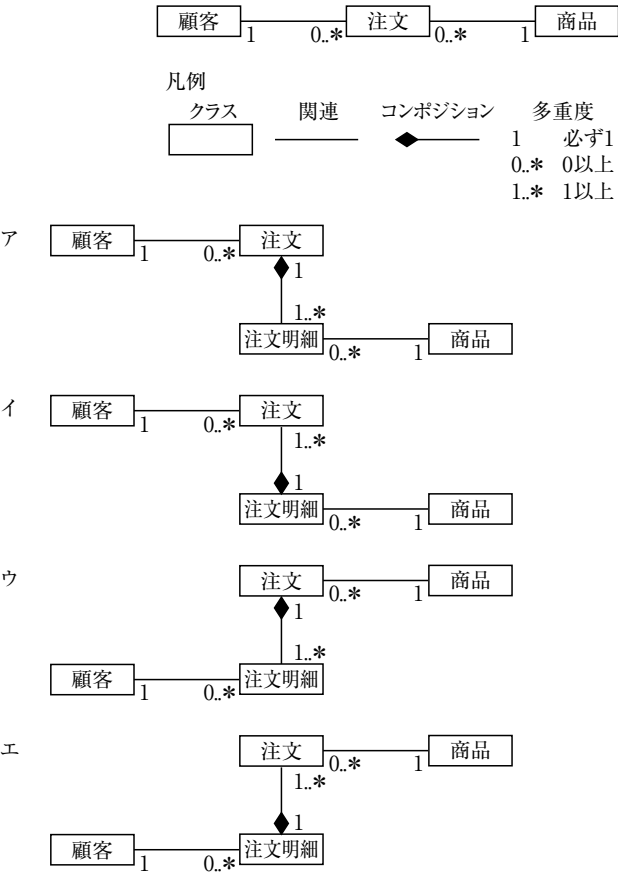 顧客 1 0..* 注文 0..* 1 商品
凡例
クラス 関連 コンポジション 多重度
1 必ず1
0..* 0以上
1..* 1以上
ア 顧客 1 0..* 注文
1
1..*
注文明細 0..* 1 商品
イ 顧客 1 0..* 注文
1..*
1
注文明細 0..* 1 商品
ウ 注文 0..* 1 商品
1
1..*
顧客 1 0..* 注文明細
エ 注文 0..* 1 商品
1..*
1
顧客 1 0..* 注文明細